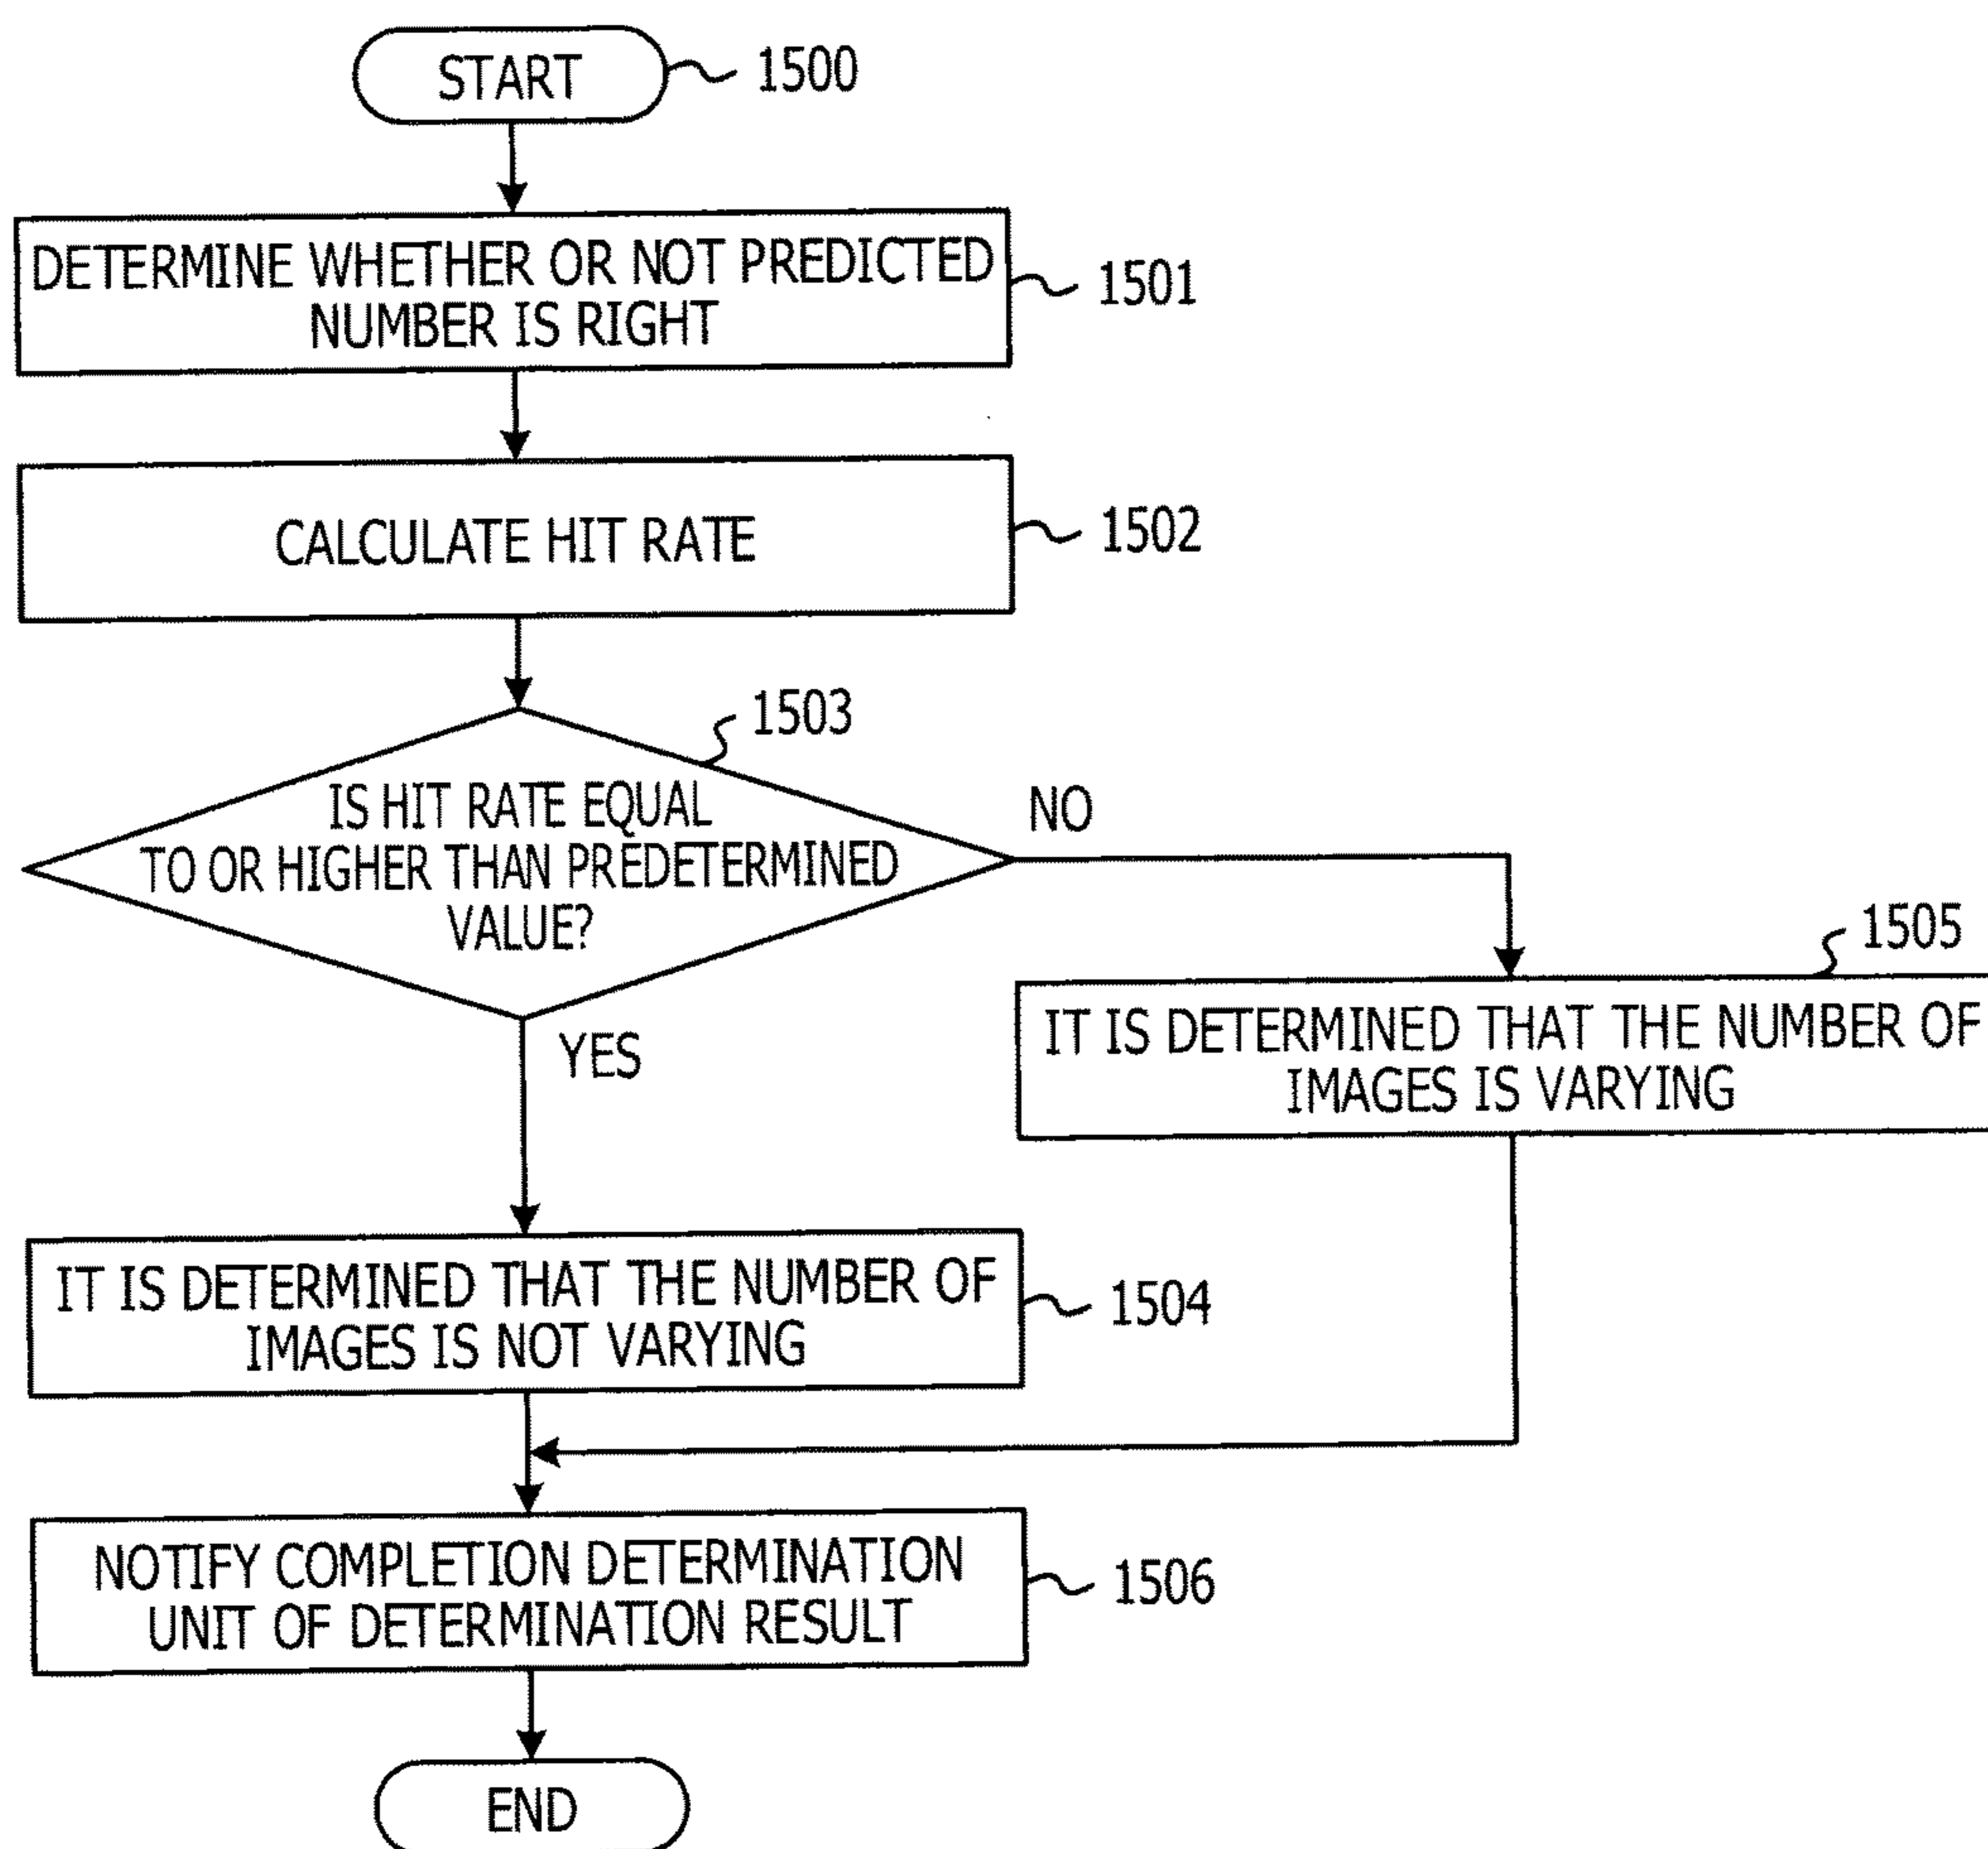 START
1500
DETERMINE WHETHER OR NOT PREDICTED
NUMBER IS RIGHT
1501
CALCULATE HIT RATE
1502
1503
IS HIT RATE EQUAL
TO OR HIGHER THAN PREDETERMINED
VALUE?
NO
YES
1505
IT IS DETERMINED THAT THE NUMBER OF
IMAGES IS VARYING
IT IS DETERMINED THAT THE NUMBER OF
IMAGES IS NOT VARYING
1504
NOTIFY COMPLETION DETERMINATION
UNIT OF DETERMINATION RESULT
1506
END